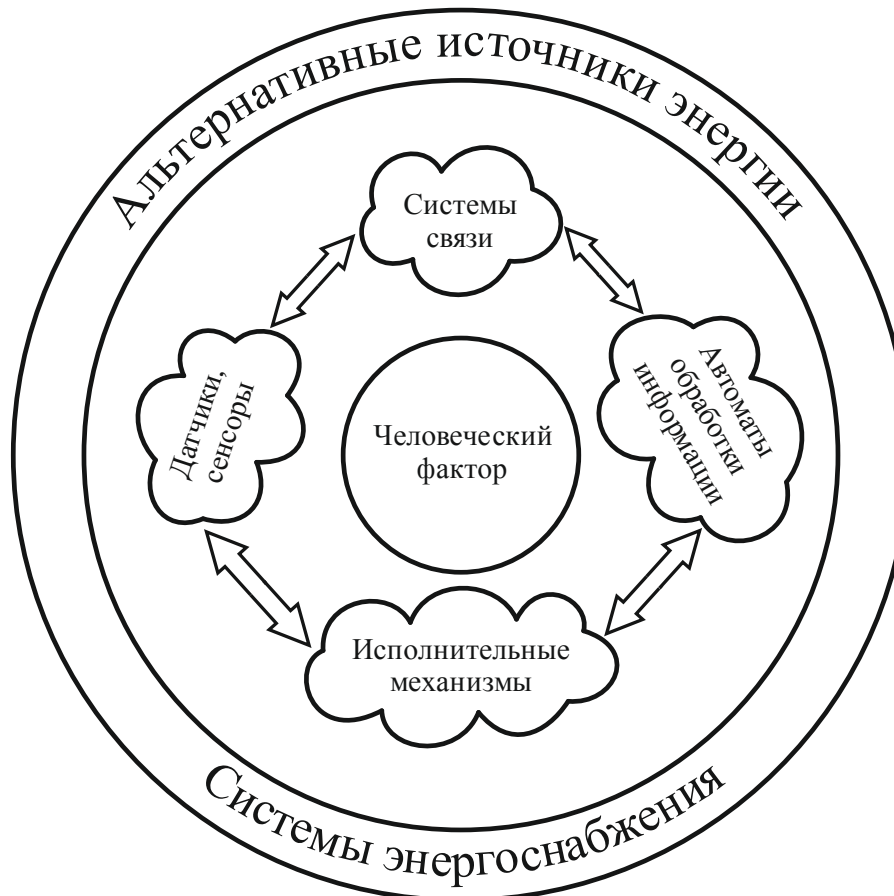 Альтернативные источники энергии
Системы
связи
Датчики,
сенсоры
Автоматы
обработки
информации
Человеческий
фактор
Исполнительные
механизмы
Системы энергоснабжения